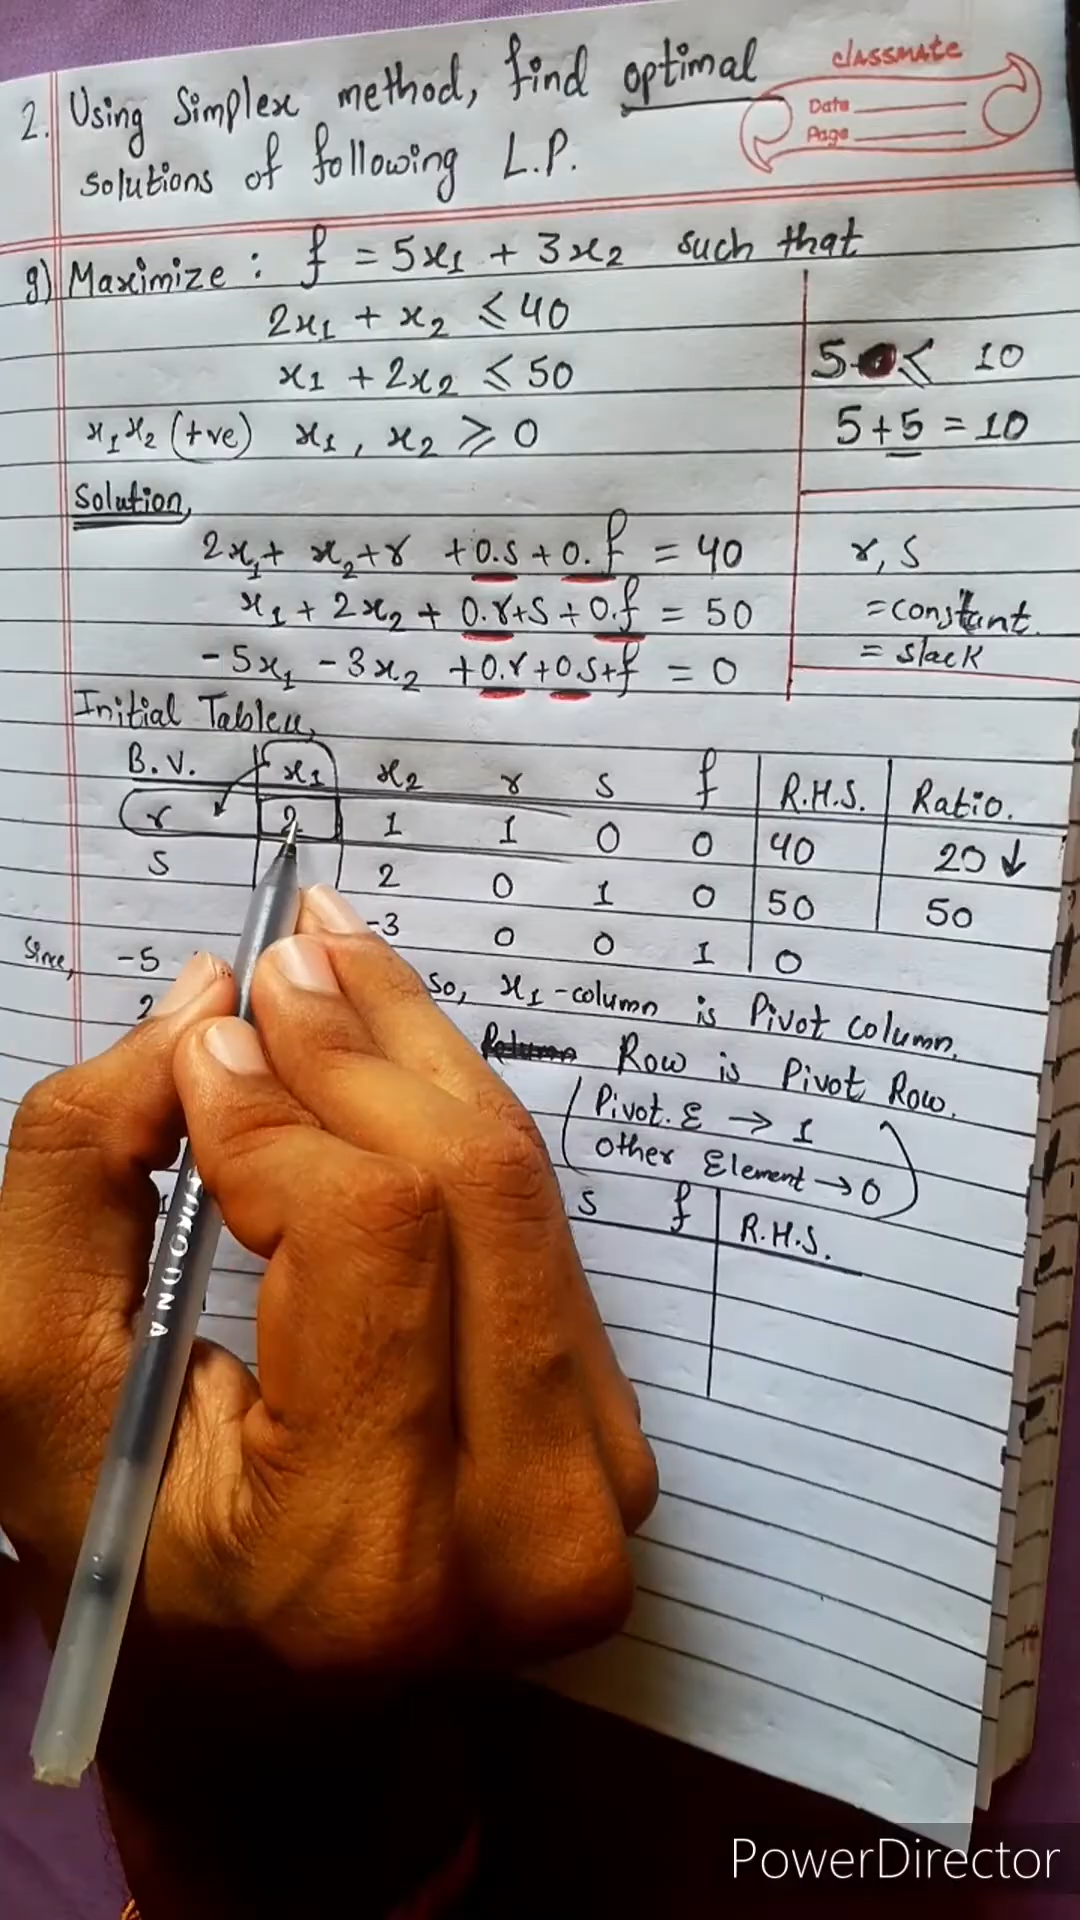 classmate
Date
Page
2. Using Simplex method, find optimal
solutions of following L.P.
g) Maximize : f = 5x₁ + 3x₂ such that
2x₁ + x₂ ≤ 40
x₁ + 2x₂ ≤ 50
x₁ x₂ (+ve) x₁, x₂ ≥ 0
5 ≤ 10
5 + 5 = 10
Solution,
2x₁ + x₂ + r + 0.s + 0.f = 40
x₁ + 2x₂ + 0.r + s + 0.f = 50
-5x₁ - 3x₂ + 0.r + 0.s + f = 0
r, s
= constant.
= slack
Initial Tableu,
B.V. x₁ x₂ r s f R.H.S. Ratio.
r 2 1 1 0 0 40 20 ↓
s 2 0 1 0 50 50
-3 0 0 1 0
Since, -5 So, x₁-column is Pivot column.
2 Row is Pivot Row.
(Pivot. E → 1
other Element → 0)
s f R.H.S.
PowerDirector